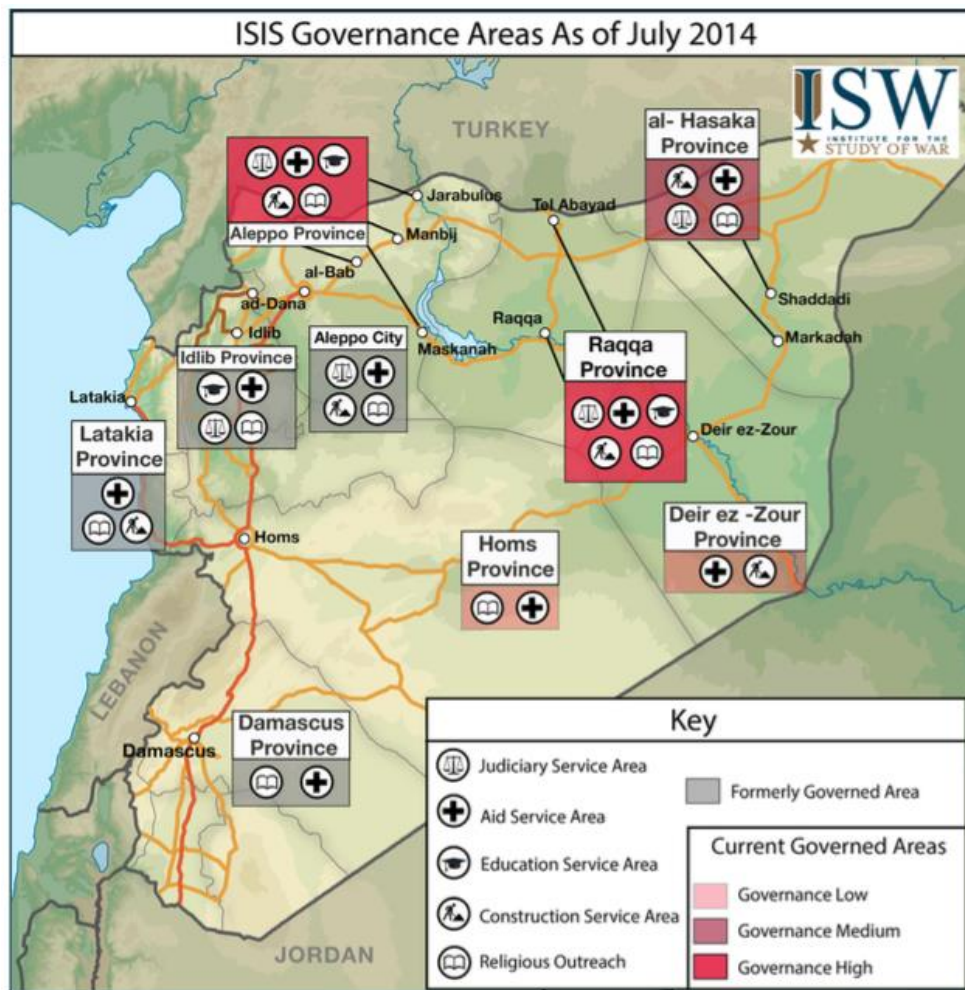 ISIS Governance Areas As of July 2014
ISW
INSTITUTE FOR THE
STUDY OF WAR
TURKEY
al- Hasaka
Province
Jarabulus
Tel Abayad
Aleppo Province
Manbij
al-Bab
ad-Dana
Shaddadi
Idlib
Aleppo City
Maskanah
Raqqa
Markadah
Idlib Province
Raqqa
Province
Latakia
Latakia
Province
Deir ez-Zour
Homs
Homs
Province
Deir ez -Zour
Province
LEBANON
Damascus
Damascus
Province
JORDAN
Key
Judiciary Service Area
Aid Service Area
Education Service Area
Construction Service Area
Religious Outreach
Formerly Governed Area
Current Governed Areas
Governance Low
Governance Medium
Governance High